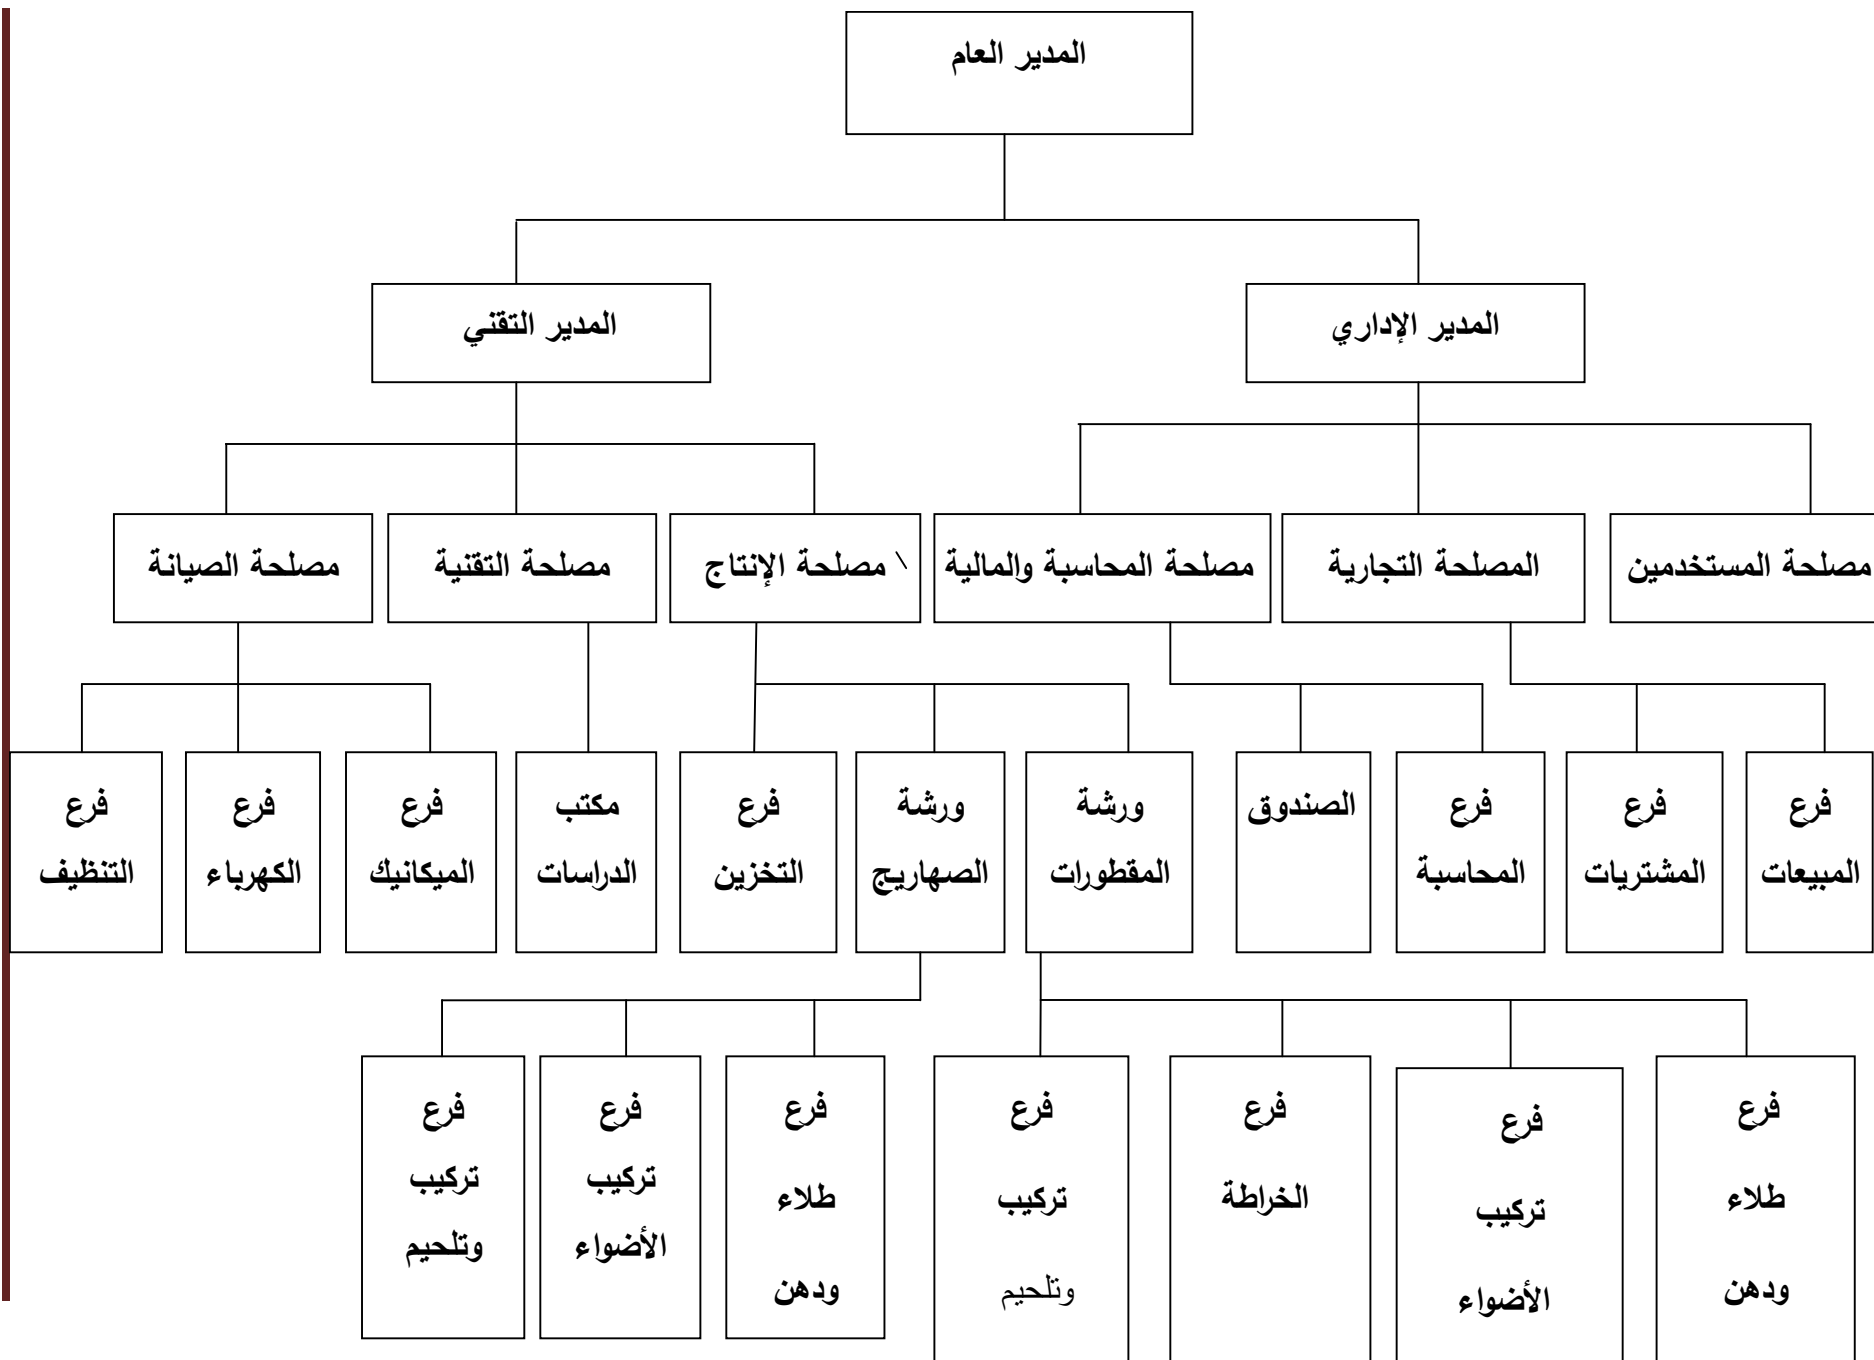 المدير العام
المدير الإداري
المدير التقني
مصلحة المستخدمين
المصلحة التجارية
مصلحة المحاسبة والمالية
\ مصلحة الإنتاج
مصلحة التقنية
مصلحة الصيانة
فرع
المبيعات
فرع
المشتريات
فرع
المحاسبة
الصندوق
ورشة
المقطورات
ورشة
الصهاريج
فرع
التخزين
مكتب
الدراسات
فرع
الميكانيك
فرع
الكهرباء
فرع
التنظيف
فرع
طلاء
ودهن
فرع
تركيب
الأضواء
فرع
الخراطة
فرع
تركيب
وتلحيم
فرع
طلاء
ودهن
فرع
تركيب
الأضواء
فرع
تركيب
وتلحيم